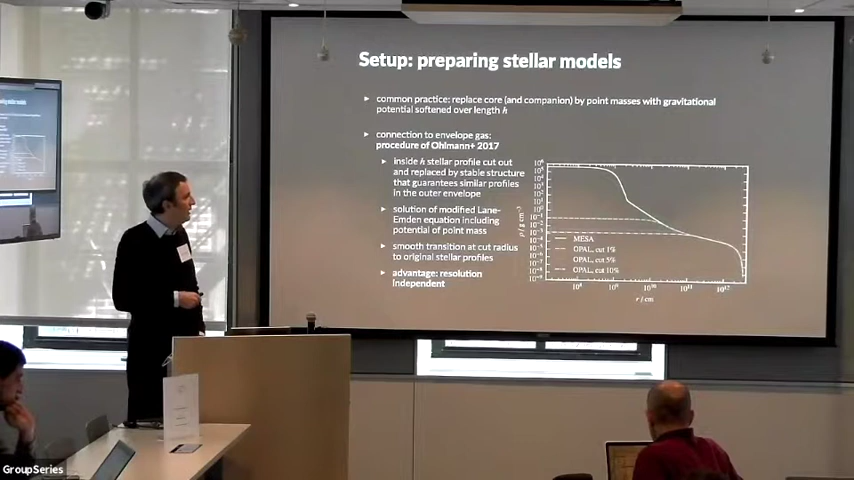 Setup: preparing stellar models
▸ common practice: replace core (and companion) by point masses with gravitational
potential softened over length h
▸ connection to envelope gas:
procedure of Ohlmann+ 2017
▸ inside h stellar profile cut out
and replaced by stable structure
that guarantees similar profiles
in the outer envelope
▸ solution of modified Lane-
Emden equation including
potential of point mass
▸ smooth transition at cut radius
to original stellar profiles
▸ advantage: resolution
independent
MESA
OPAL, cut 1%
OPAL, cut 5%
OPAL, cut 10%
r / cm
GroupSeries